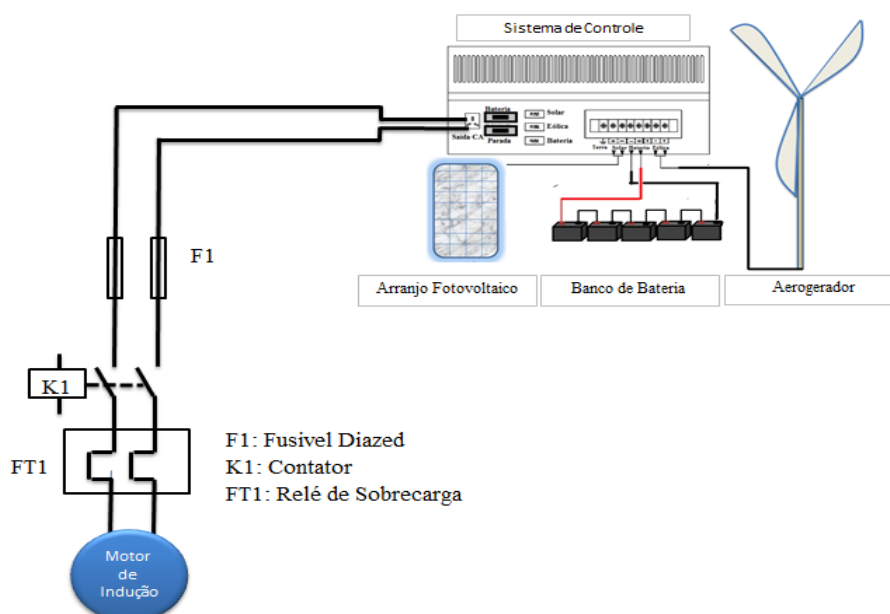 Sistema de Controle
Bateria
Solar
Eólica
Bateria
Saída CA
Parada
Terra Solar Bateria Eólica
F1
Arranjo Fotovoltaico
Banco de Bateria
Aerogerador
K1
F1: Fusivel Diazed
K1: Contator
FT1: Relé de Sobrecarga
FT1
Motor
de
Indução